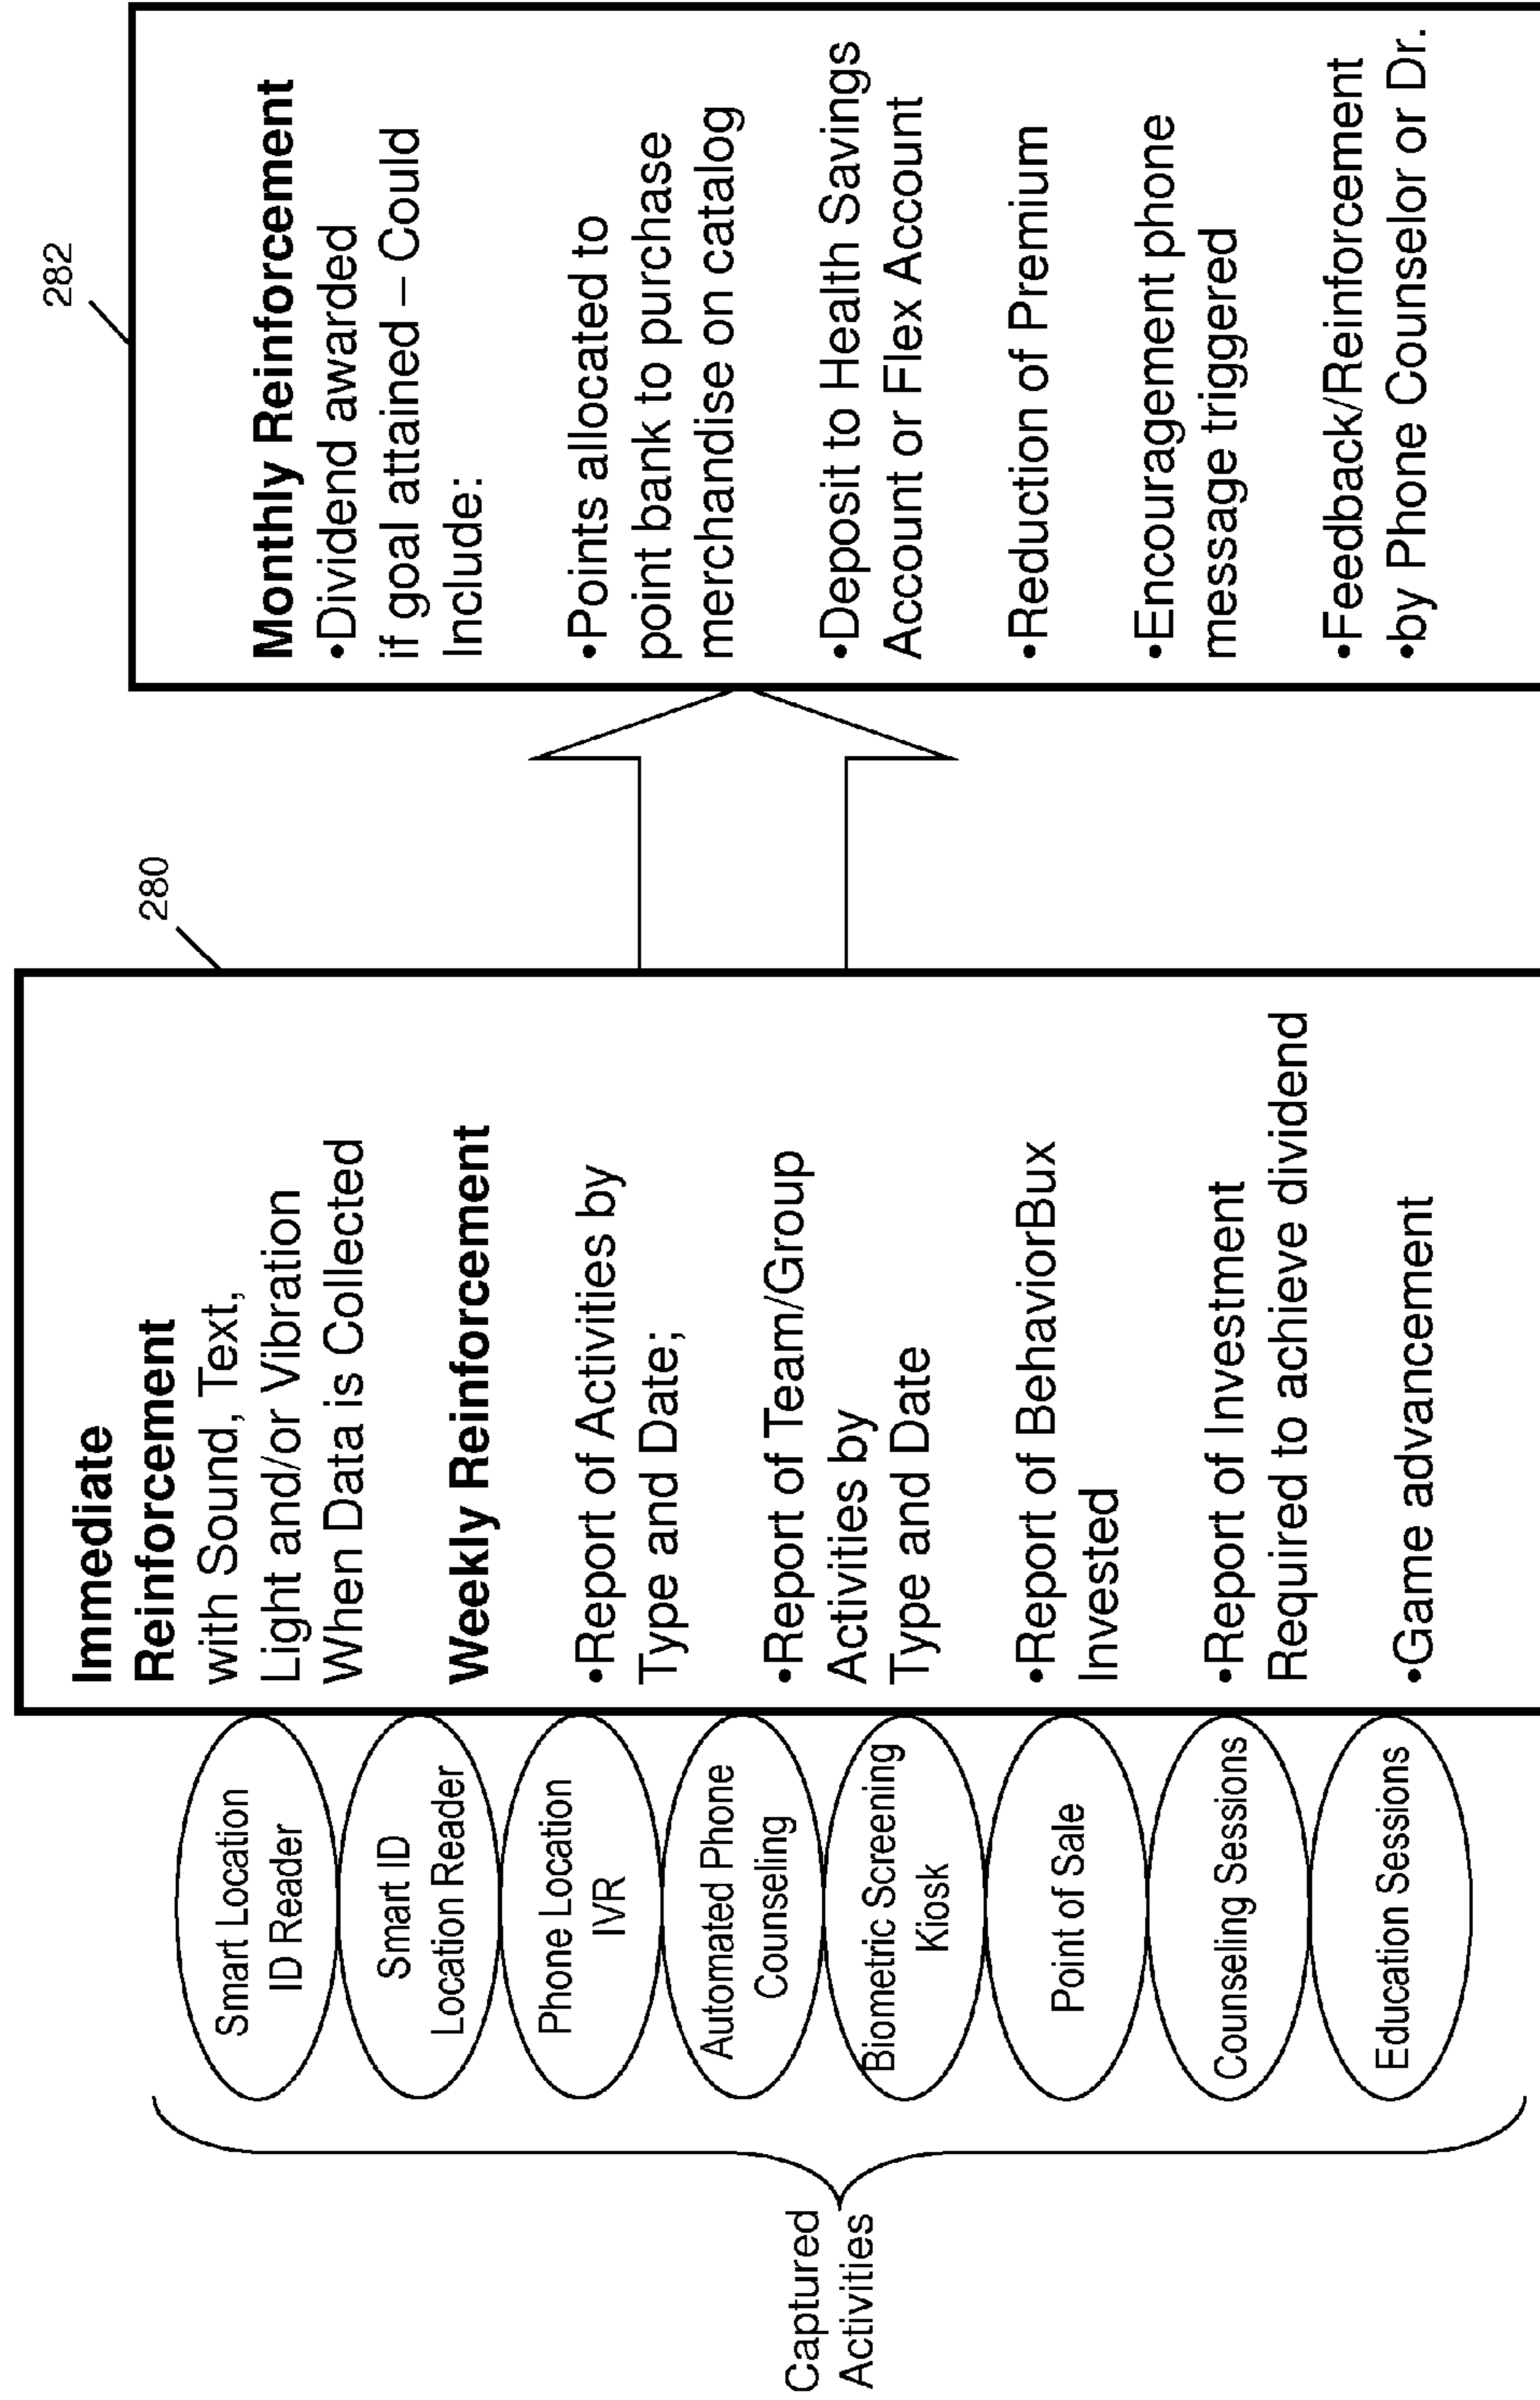 Captured
Activities
Smart Location
ID Reader
Smart ID
Location Reader
Phone Location
IVR
Automated Phone
Counseling
Biometric Screening
Kiosk
Point of Sale
Counseling Sessions
Education Sessions
280
Immediate
Reinforcement
with Sound, Text,
Light and/or Vibration
When Data is Collected
Weekly Reinforcement
•Report of Activities by
Type and Date;
•Report of Team/Group
Activities by
Type and Date
•Report of BehaviorBux
Invested
•Report of Investment
Required to achieve dividend
•Game advancement
282
Monthly Reinforcement
•Dividend awarded
if goal attained – Could
Include:
•Points allocated to
point bank to purchase
merchandise on catalog
•Deposit to Health Savings
Account or Flex Account
•Reduction of Premium
•Encouragement phone
message triggered
•Feedback/Reinforcement
•by Phone Counselor or Dr.